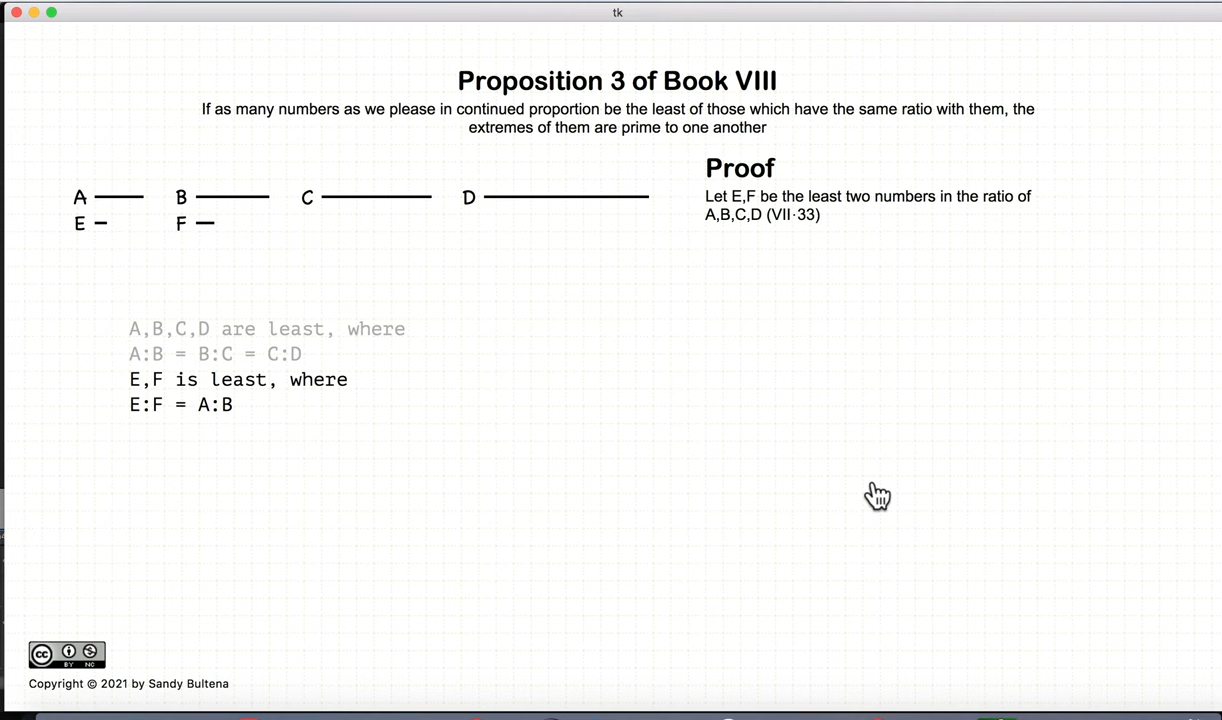 tk
Proposition 3 of Book VIII
If as many numbers as we please in continued proportion be the least of those which have the same ratio with them, the
extremes of them are prime to one another
Proof
Let E,F be the least two numbers in the ratio of
A,B,C,D (VII·33)
A B C D
E F
A,B,C,D are least, where
A:B = B:C = C:D
E,F is least, where
E:F = A:B
cc BY NC
Copyright © 2021 by Sandy Bultena